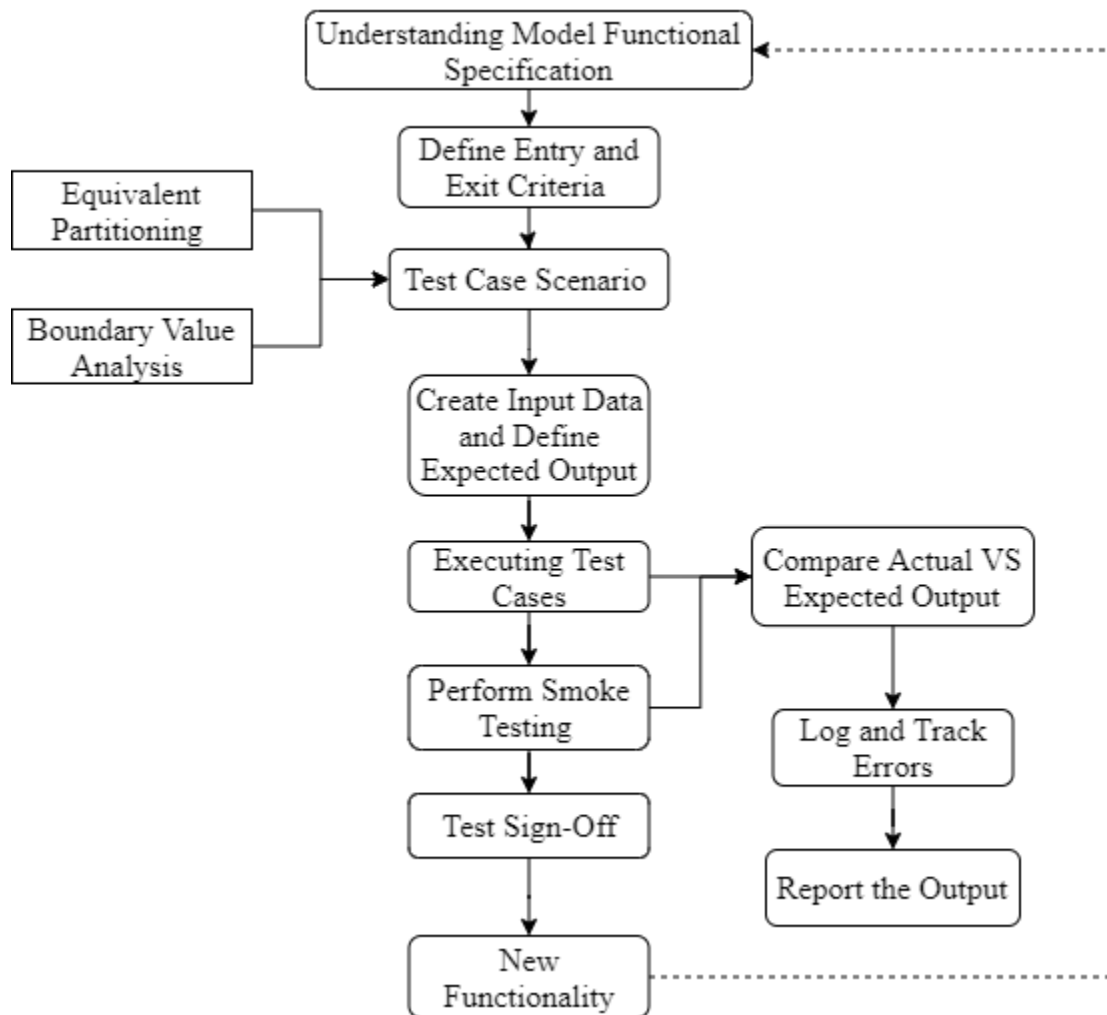 Understanding Model Functional
Specification
Define Entry and
Exit Criteria
Equivalent
Partitioning
Test Case Scenario
Boundary Value
Analysis
Create Input Data
and Define
Expected Output
Executing Test
Cases
Compare Actual VS
Expected Output
Perform Smoke
Testing
Log and Track
Errors
Test Sign-Off
Report the Output
New
Functionality